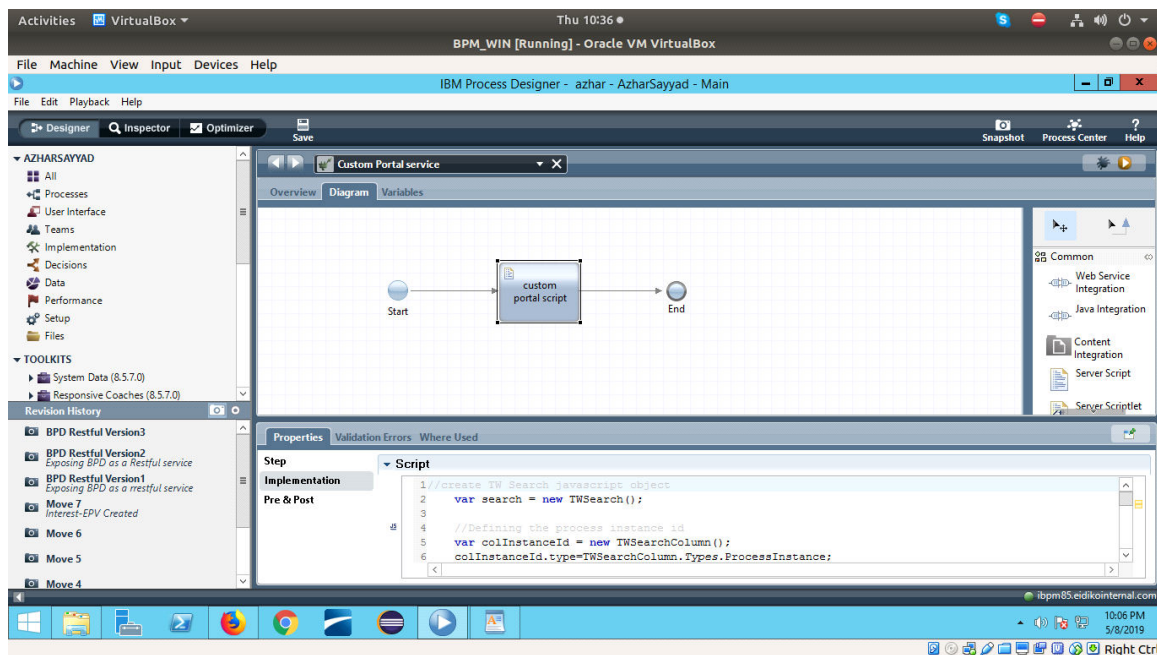 Activities VirtualBox Thu 10:36
BPM_WIN [Running] - Oracle VM VirtualBox
File Machine View Input Devices Help
IBM Process Designer - azhar - AzharSayyad - Main
File Edit Playback Help
Designer Inspector Optimizer Save Snapshot Process Center ? Help
AZHARSAYYAD
All
Processes
User Interface
Teams
Implementation
Decisions
Data
Performance
Setup
Files
TOOLKITS
System Data (8.5.7.0)
Responsive Coaches (8.5.7.0)
Revision History
BPD Restful Version3
BPD Restful Version2
Exposing BPD as a Restful service
BPD Restful Version1
Exposing BPD as a rrestful service
Move 7
Interest-EPV Created
Move 6
Move 5
Move 4
Custom Portal service X
Overview Diagram Variables
Start
custom
portal script
End
Common
Web Service
Integration
Java Integration
Content
Integration
Server Script
Server Scriptlet
Properties Validation Errors Where Used
Step
Implementation
Pre & Post
Script
1 //create TW Search javascript object
2 var search = new TWSearch();
3
4 //Defining the process instance id
5 var colInstanceId = new TWSearchColumn();
6 colInstanceId.type=TWSearchColumn.Types.ProcessInstance;
ibpm85.eidikointernal.com
10:06 PM
5/8/2019
Right Ctrl